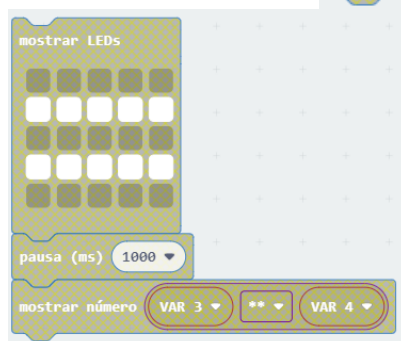 mostrar LEDs
pausa (ms) 1000
mostrar número VAR 3 ** VAR 4